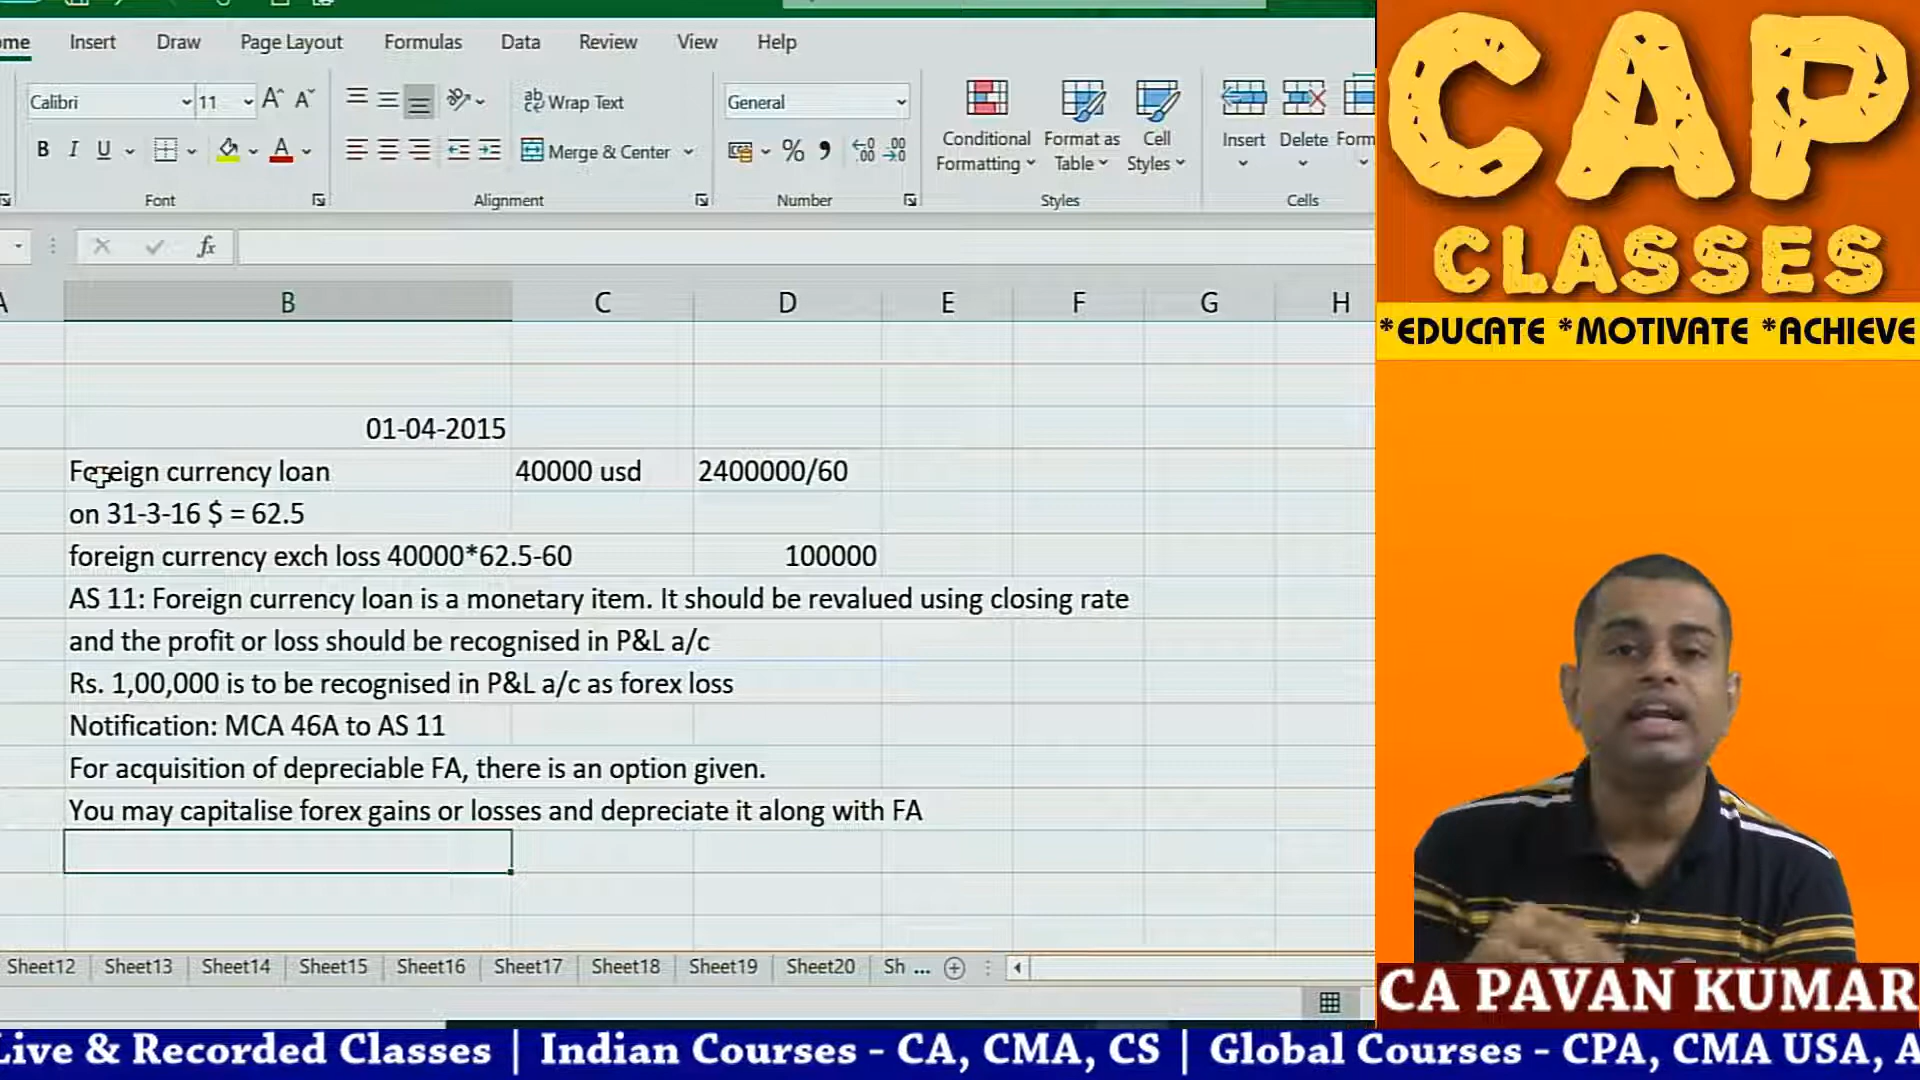 ome Insert Draw Page Layout Formulas Data Review View Help
Calibri 11 Wrap Text General
B I U Merge & Center % Conditional Formatting Format as Table Cell Styles Insert Delete Form
Font Alignment Number Styles Cells
fx
A B C D E F G H
01-04-2015
Foreign currency loan 40000 usd 2400000/60
on 31-3-16 $ = 62.5
foreign currency exch loss 40000*62.5-60 100000
AS 11: Foreign currency loan is a monetary item. It should be revalued using closing rate
and the profit or loss should be recognised in P&L a/c
Rs. 1,00,000 is to be recognised in P&L a/c as forex loss
Notification: MCA 46A to AS 11
For acquisition of depreciable FA, there is an option given.
You may capitalise forex gains or losses and depreciate it along with FA
Sheet12 Sheet13 Sheet14 Sheet15 Sheet16 Sheet17 Sheet18 Sheet19 Sheet20 Sh ...
CAP
CLASSES
*EDUCATE *MOTIVATE *ACHIEVE
CA PAVAN KUMAR
Live & Recorded Classes | Indian Courses - CA, CMA, CS | Global Courses - CPA, CMA USA, A